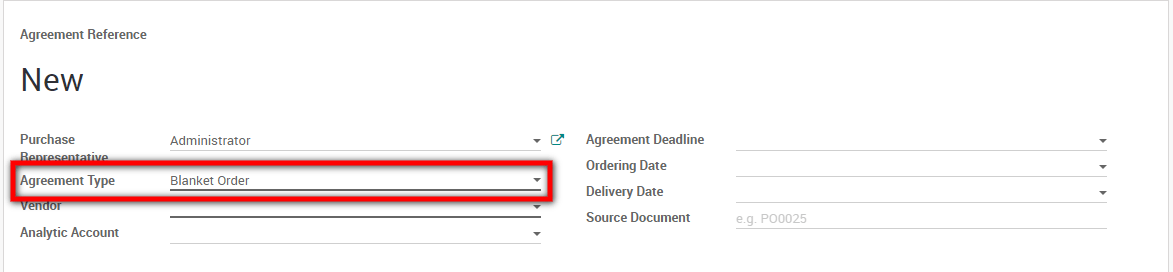 Agreement Reference
New
Purchase Representative Administrator
Agreement Type Blanket Order
Vendor
Analytic Account
Agreement Deadline
Ordering Date
Delivery Date
Source Document e.g. PO0025